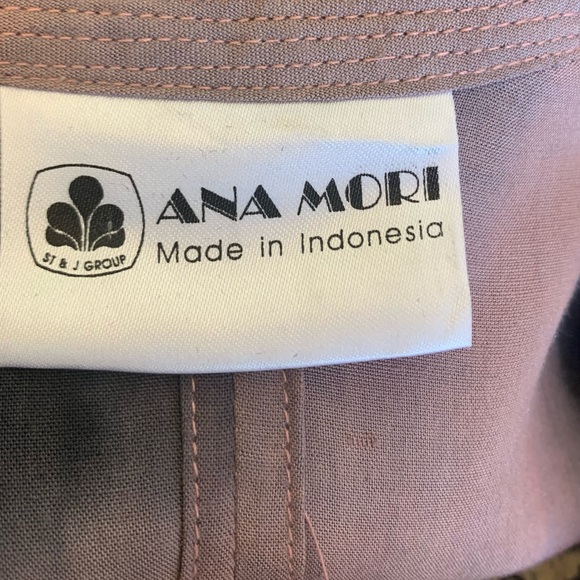 ANA MORI
Made in Indonesia
ST & J GROUP